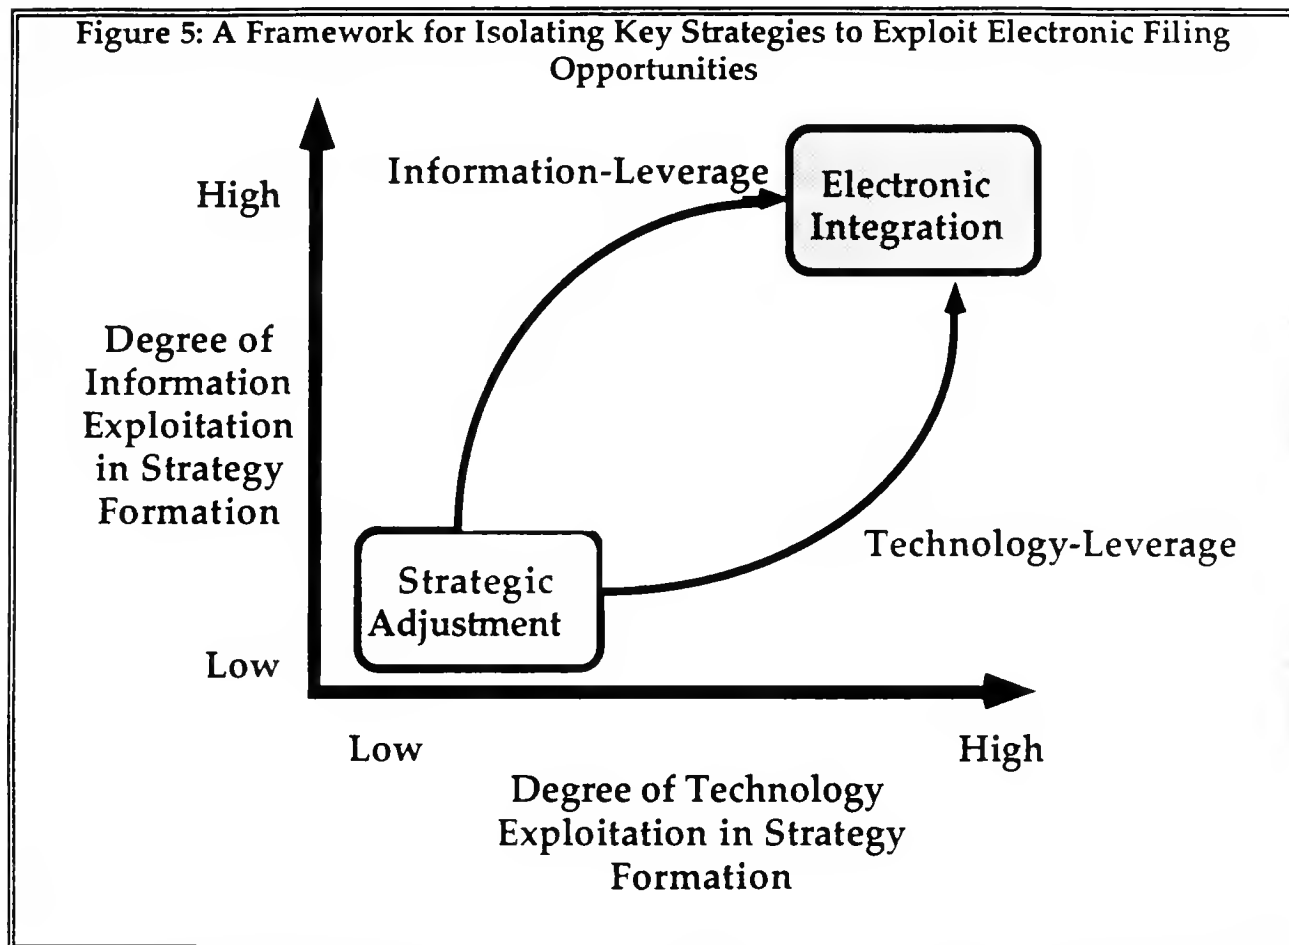 Figure 5: A Framework for Isolating Key Strategies to Exploit Electronic Filing
Opportunities
High
Information-Leverage
Electronic
Integration
Degree of
Information
Exploitation
in Strategy
Formation
Technology-Leverage
Strategic
Adjustment
Low
Low
High
Degree of Technology
Exploitation in Strategy
Formation